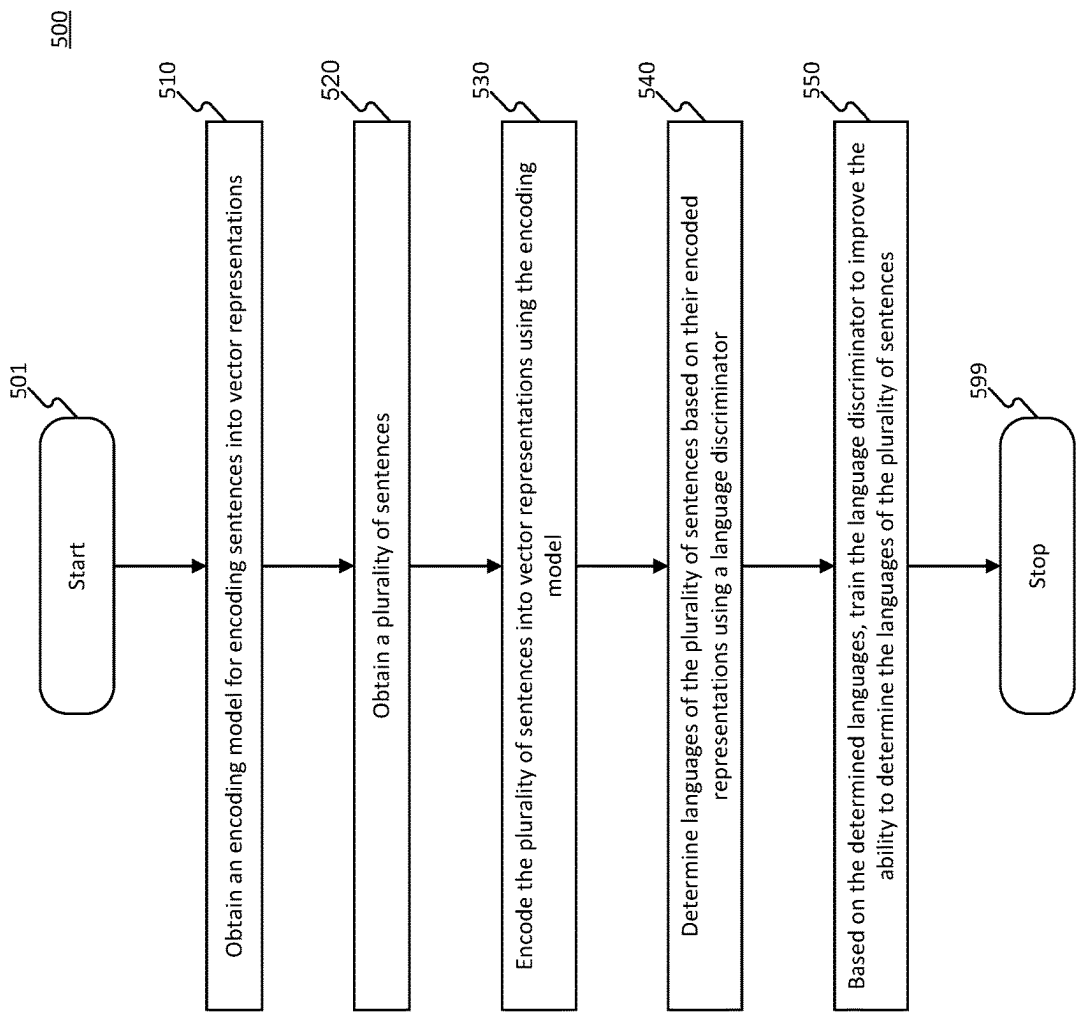 500
501
Start
510
Obtain an encoding model for encoding sentences into vector representations
520
Obtain a plurality of sentences
530
Encode the plurality of sentences into vector representations using the encoding
model
540
Determine languages of the plurality of sentences based on their encoded
representations using a language discriminator
550
Based on the determined languages, train the language discriminator to improve the
ability to determine the languages of the plurality of sentences
599
Stop